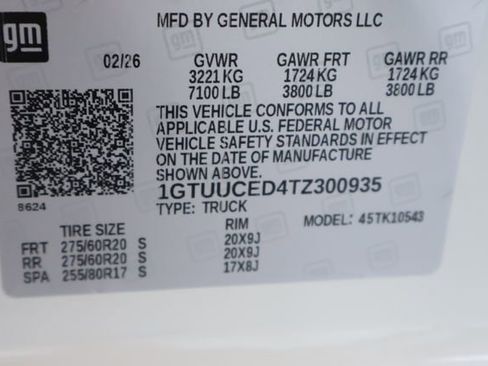 gm
MFD BY GENERAL MOTORS LLC
02/26 GVWR GAWR FRT GAWR RR
3221 KG 1724 KG 1724 KG
7100 LB 3800 LB 3800 LB
THIS VEHICLE CONFORMS TO ALL
APPLICABLE U.S. FEDERAL MOTOR
VEHICLE SAFETY STANDARDS IN EFFECT
ON THE DATE OF MANUFACTURE
SHOWN ABOVE.
8624
1GTUUCED4TZ300935
TYPE: TRUCK
MODEL: 45TK10543
TIRE SIZE RIM
FRT 275/60R20 S 20X9J
RR 275/60R20 S 20X9J
SPA 255/80R17 S 17X8J